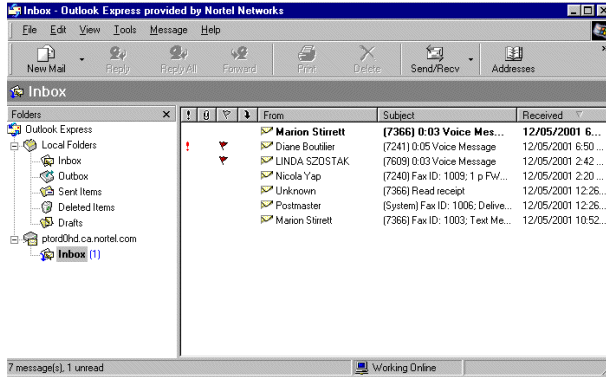 Inbox - Outlook Express provided by Nortel Networks
File Edit View Tools Message Help
New Mail Reply Reply All Forward Print Delete Send/Recv Addresses
Inbox
Folders
Outlook Express
Local Folders
Inbox
Outbox
Sent Items
Deleted Items
Drafts
ptord0hd.ca.nortel.com
Inbox (1)
! From Subject Received
Marion Stirrett (7366) 0:03 Voice Mes... 12/05/2001 6...
! Diane Boutilier (7241) 0:05 Voice Message 12/05/2001 6:50 ...
LINDA SZOSTAK (7609) 0:03 Voice Message 12/05/2001 2:42 ...
Nicola Yap (7240) Fax ID: 1009; 1 p FW... 12/05/2001 2:20 ...
Unknown (7366) Read receipt 12/05/2001 12:26...
Postmaster (System) Fax ID: 1006; Delive... 12/05/2001 12:26...
Marion Stirrett (7366) Fax ID: 1003; Text Me... 12/05/2001 10:52...
7 message(s), 1 unread Working Online